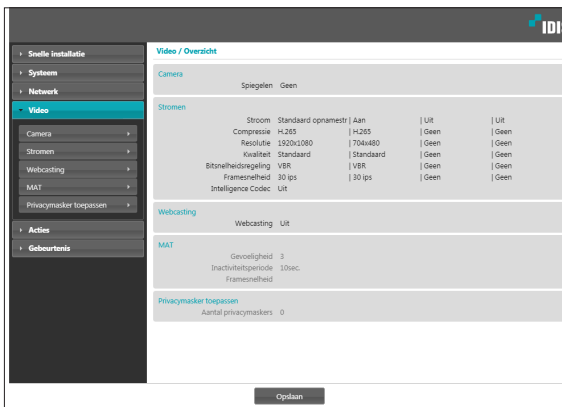 IDIS
Snelle installatie
Systeem
Netwerk
Video
Camera
Stromen
Webcasting
MAT
Privacymasker toepassen
Acties
Gebeurtenis
Video / Overzicht
Camera
Spiegelen Geen
Stromen
Stroom Standaard opnamestr | Aan | Uit | Uit
Compressie H.265 | H.265 | Geen | Geen
Resolutie 1920x1080 | 704x480 | Geen | Geen
Kwaliteit Standaard | Standaard | Geen | Geen
Bitsnelheidsregeling VBR | VBR | Geen | Geen
Framesnelheid 30 ips | 30 ips | Geen | Geen
Intelligence Codec Uit
Webcasting
Webcasting Uit
MAT
Gevoeligheid 3
Inactiviteitsperiode 10sec.
Framesnelheid
Privacymasker toepassen
Aantal privacymaskers 0
Opslaan